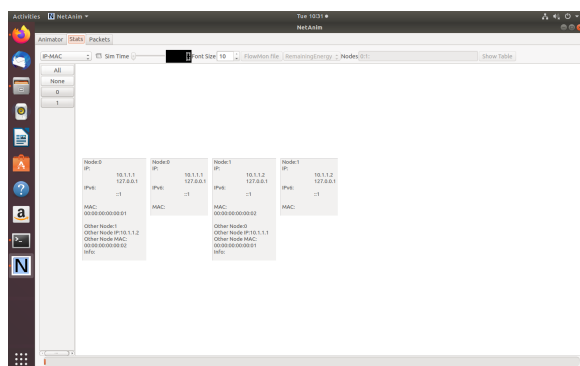 Activities NetAnim Tue 10:31
NetAnim
Animator Stats Packets
IP-MAC Sim Time Font Size 10 FlowMon file RemainingEnergy Nodes 0:1:
Show Table
All
None
0
1
Node:0
IP:
10.1.1.1
127.0.0.1
IPv6:
::1
MAC:
00:00:00:00:00:01
Other Node:1
Other Node IP:10.1.1.2
Other Node MAC:
00:00:00:00:00:02
Info:
Node:0
IP:
10.1.1.1
127.0.0.1
IPv6:
::1
MAC:
Node:1
IP:
10.1.1.2
127.0.0.1
IPv6:
::1
MAC:
00:00:00:00:00:02
Other Node:0
Other Node IP:10.1.1.1
Other Node MAC:
00:00:00:00:00:01
Info:
Node:1
IP:
10.1.1.2
127.0.0.1
IPv6:
::1
MAC: